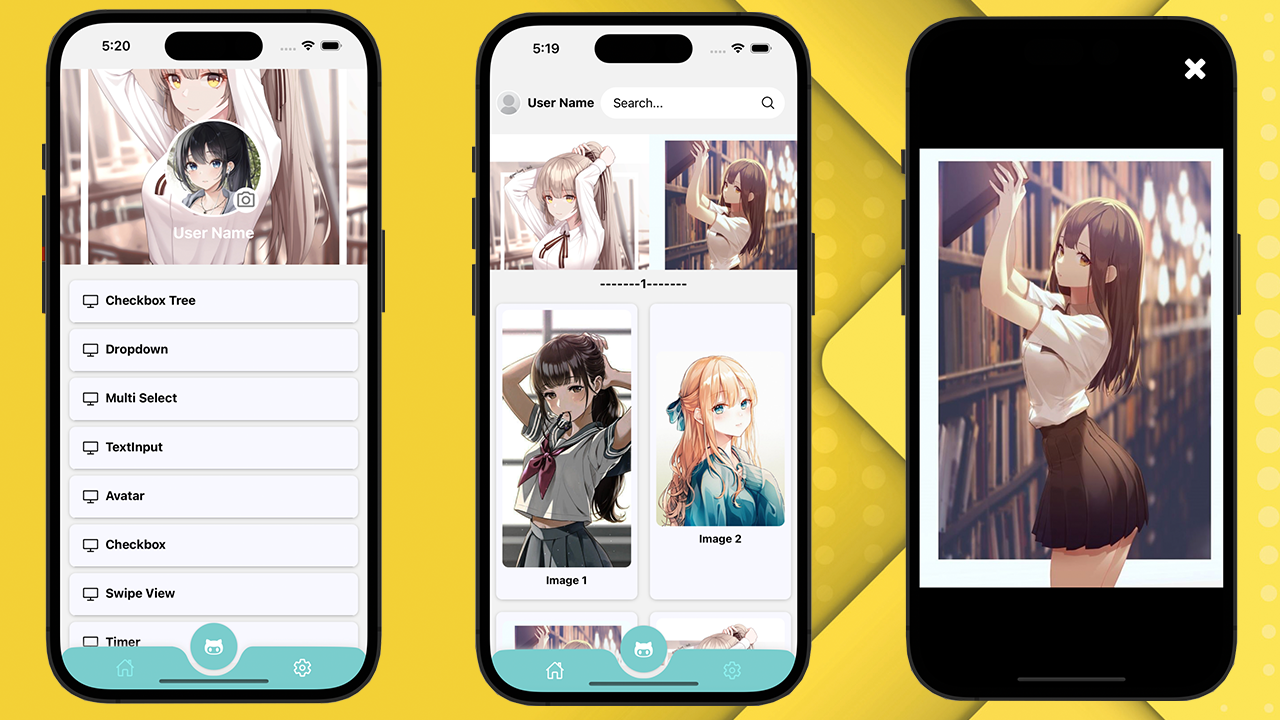 5:20
User Name
Checkbox Tree
Dropdown
Multi Select
TextInput
Avatar
Checkbox
Swipe View
Timer
5:19
User Name
Search...
-------1-------
Image 1
Image 2